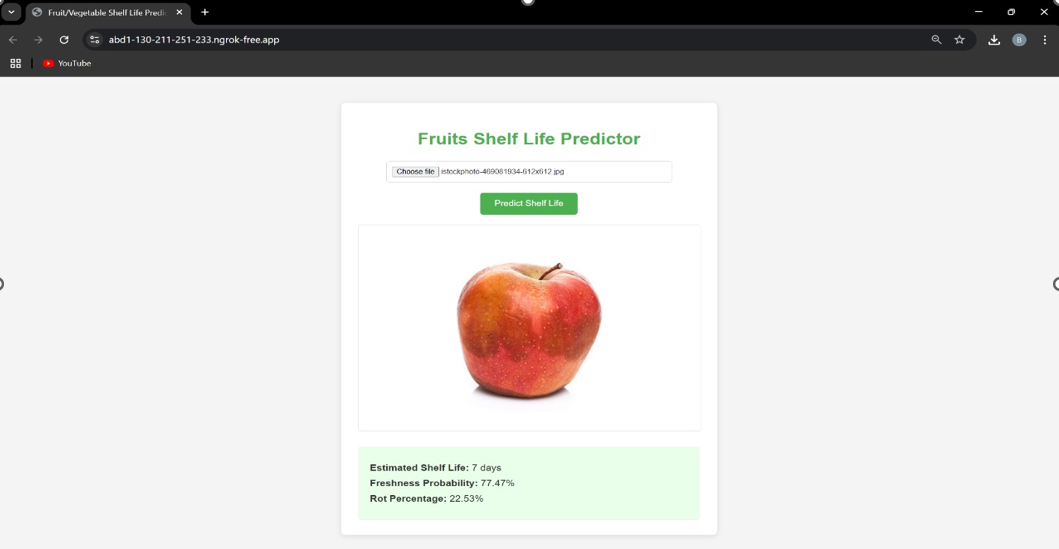 Fruit/Vegetable Shelf Life Predi
abd1-130-211-251-233.ngrok-free.app
B
YouTube
Fruits Shelf Life Predictor
Choose file istockphoto-469081934-612x612.jpg
Predict Shelf Life
Estimated Shelf Life: 7 days
Freshness Probability: 77.47%
Rot Percentage: 22.53%